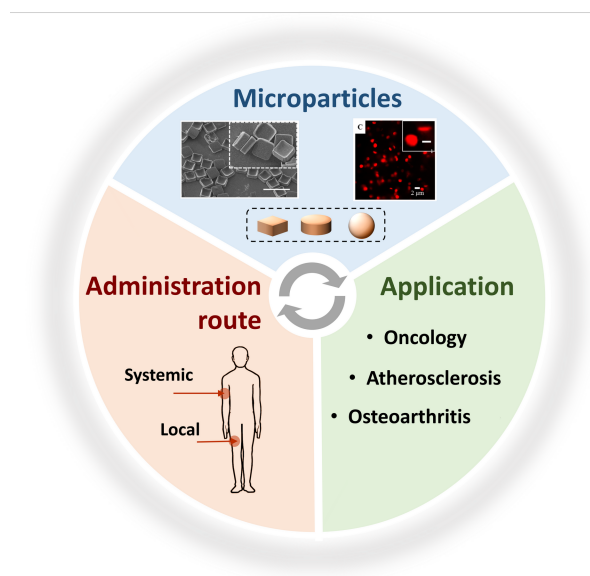 Microparticles
C
2 μm
Administration
route
Systemic
Local
Application
• Oncology
• Atherosclerosis
• Osteoarthritis